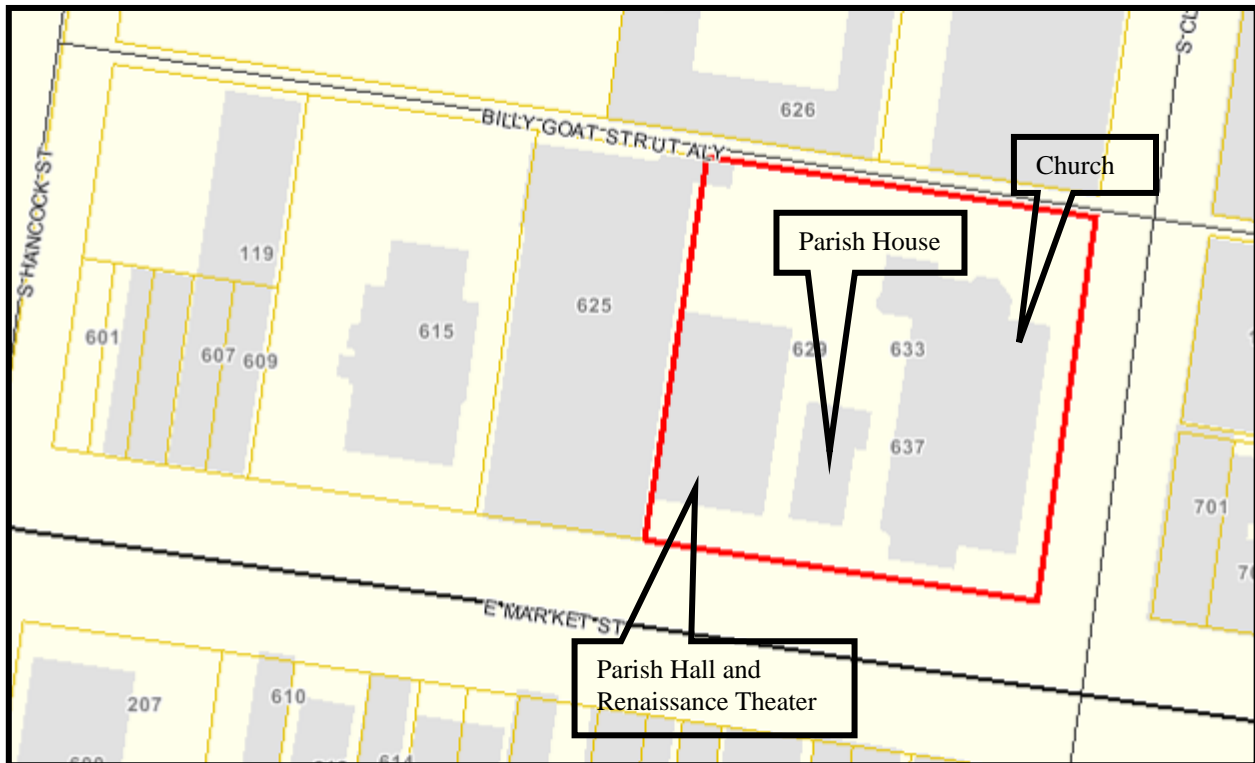 S CL
626
BILLY GOAT STRUT ALY
Church
S HANCOCK ST
Parish House
119
625
615
601
607
609
629
633
637
701
E MARKET ST
Parish Hall and
Renaissance Theater
207
610
614